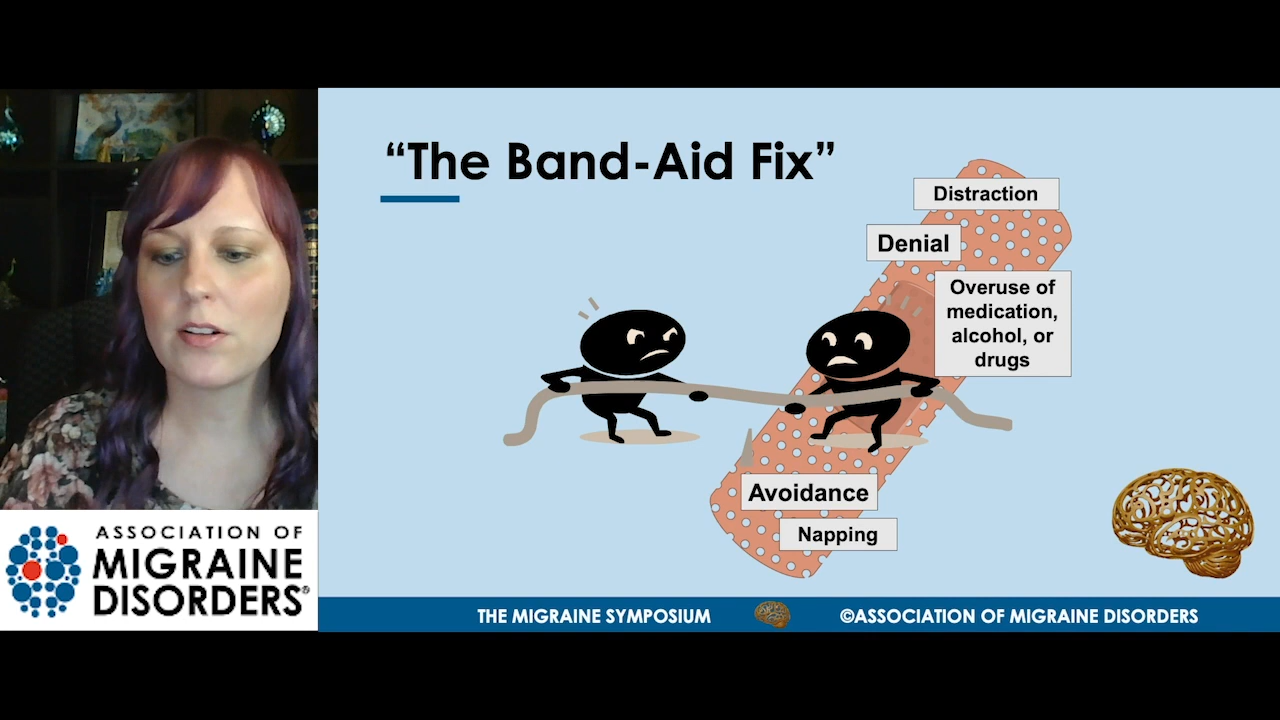 “The Band-Aid Fix”
Distraction
Denial
Overuse of
medication,
alcohol, or
drugs
Avoidance
Napping
ASSOCIATION OF
MIGRAINE
DISORDERS®
THE MIGRAINE SYMPOSIUM
©ASSOCIATION OF MIGRAINE DISORDERS